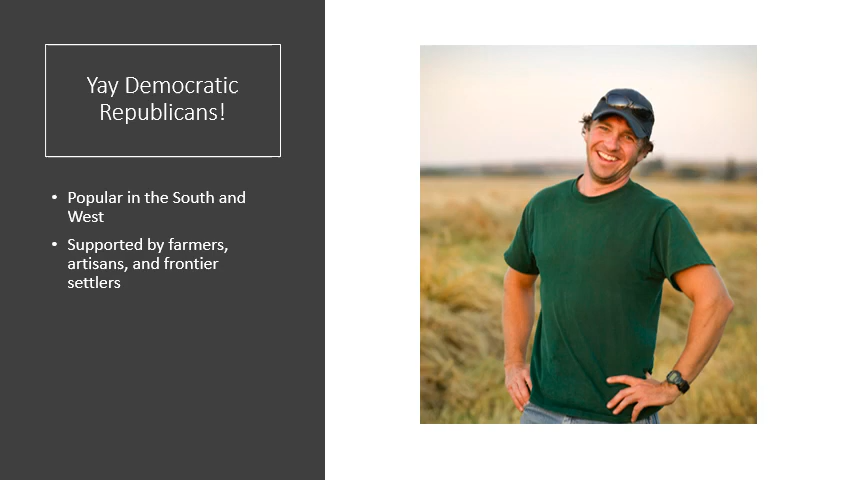 Yay Democratic
Republicans!
• Popular in the South and
West
• Supported by farmers,
artisans, and frontier
settlers